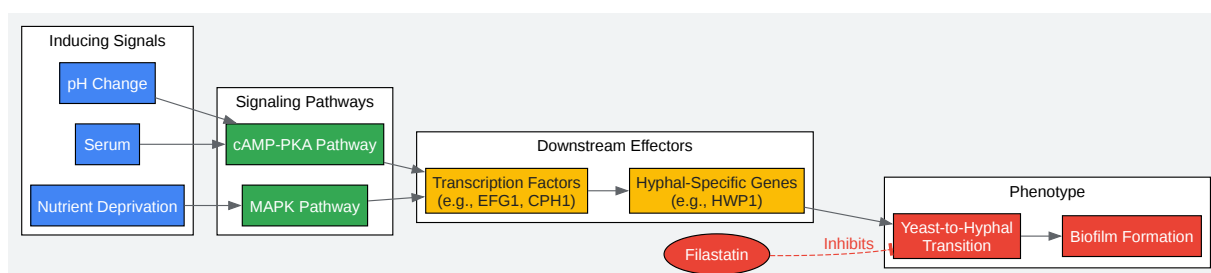 Inducing Signals
pH Change
Serum
Nutrient Deprivation
Signaling Pathways
cAMP-PKA Pathway
MAPK Pathway
Downstream Effectors
Transcription Factors
(e.g., EFG1, CPH1)
Hyphal-Specific Genes
(e.g., HWP1)
Filastatin
Inhibits
Phenotype
Yeast-to-Hyphal
Transition
Biofilm Formation